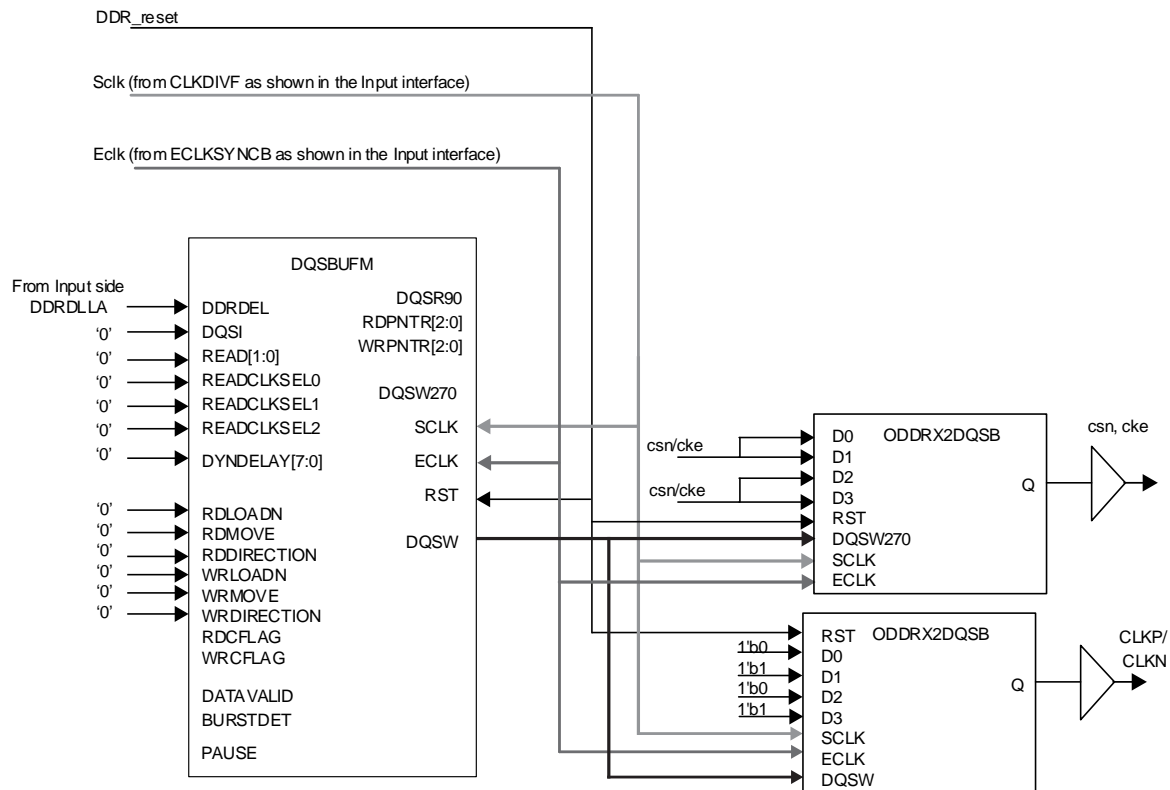 DDR_reset
Sclk (from CLKDIVF as shown in the Input interface)
Eclk (from ECLKSYNCB as shown in the Input interface)
DQSBUFM
From Input side
DDRDLLA
DDRDEL
‘0’
DQSI
‘0’
READ[1:0]
‘0’
READCLKSEL0
‘0’
READCLKSEL1
‘0’
READCLKSEL2
‘0’
DYNDELAY[7:0]
‘0’
RDLOADN
‘0’
RDMOVE
‘0’
RDDIRECTION
‘0’
WRLOADN
‘0’
WRMOVE
‘0’
WRDIRECTION
RDCFLAG
WRCFLAG
DATAVALID
BURSTDET
PAUSE
DQSR90
RDPNTR[2:0]
WRPNTR[2:0]
DQSW270
SCLK
ECLK
RST
DQSW
csn/cke
csn/cke
D0
D1
D2
D3
RST
DQSW270
SCLK
ECLK
ODDRX2DQSB
Q
csn, cke
1'b0
1'b1
1'b0
1'b1
RST
D0
D1
D2
D3
SCLK
ECLK
DQSW
ODDRX2DQSB
Q
CLKP/
CLKN